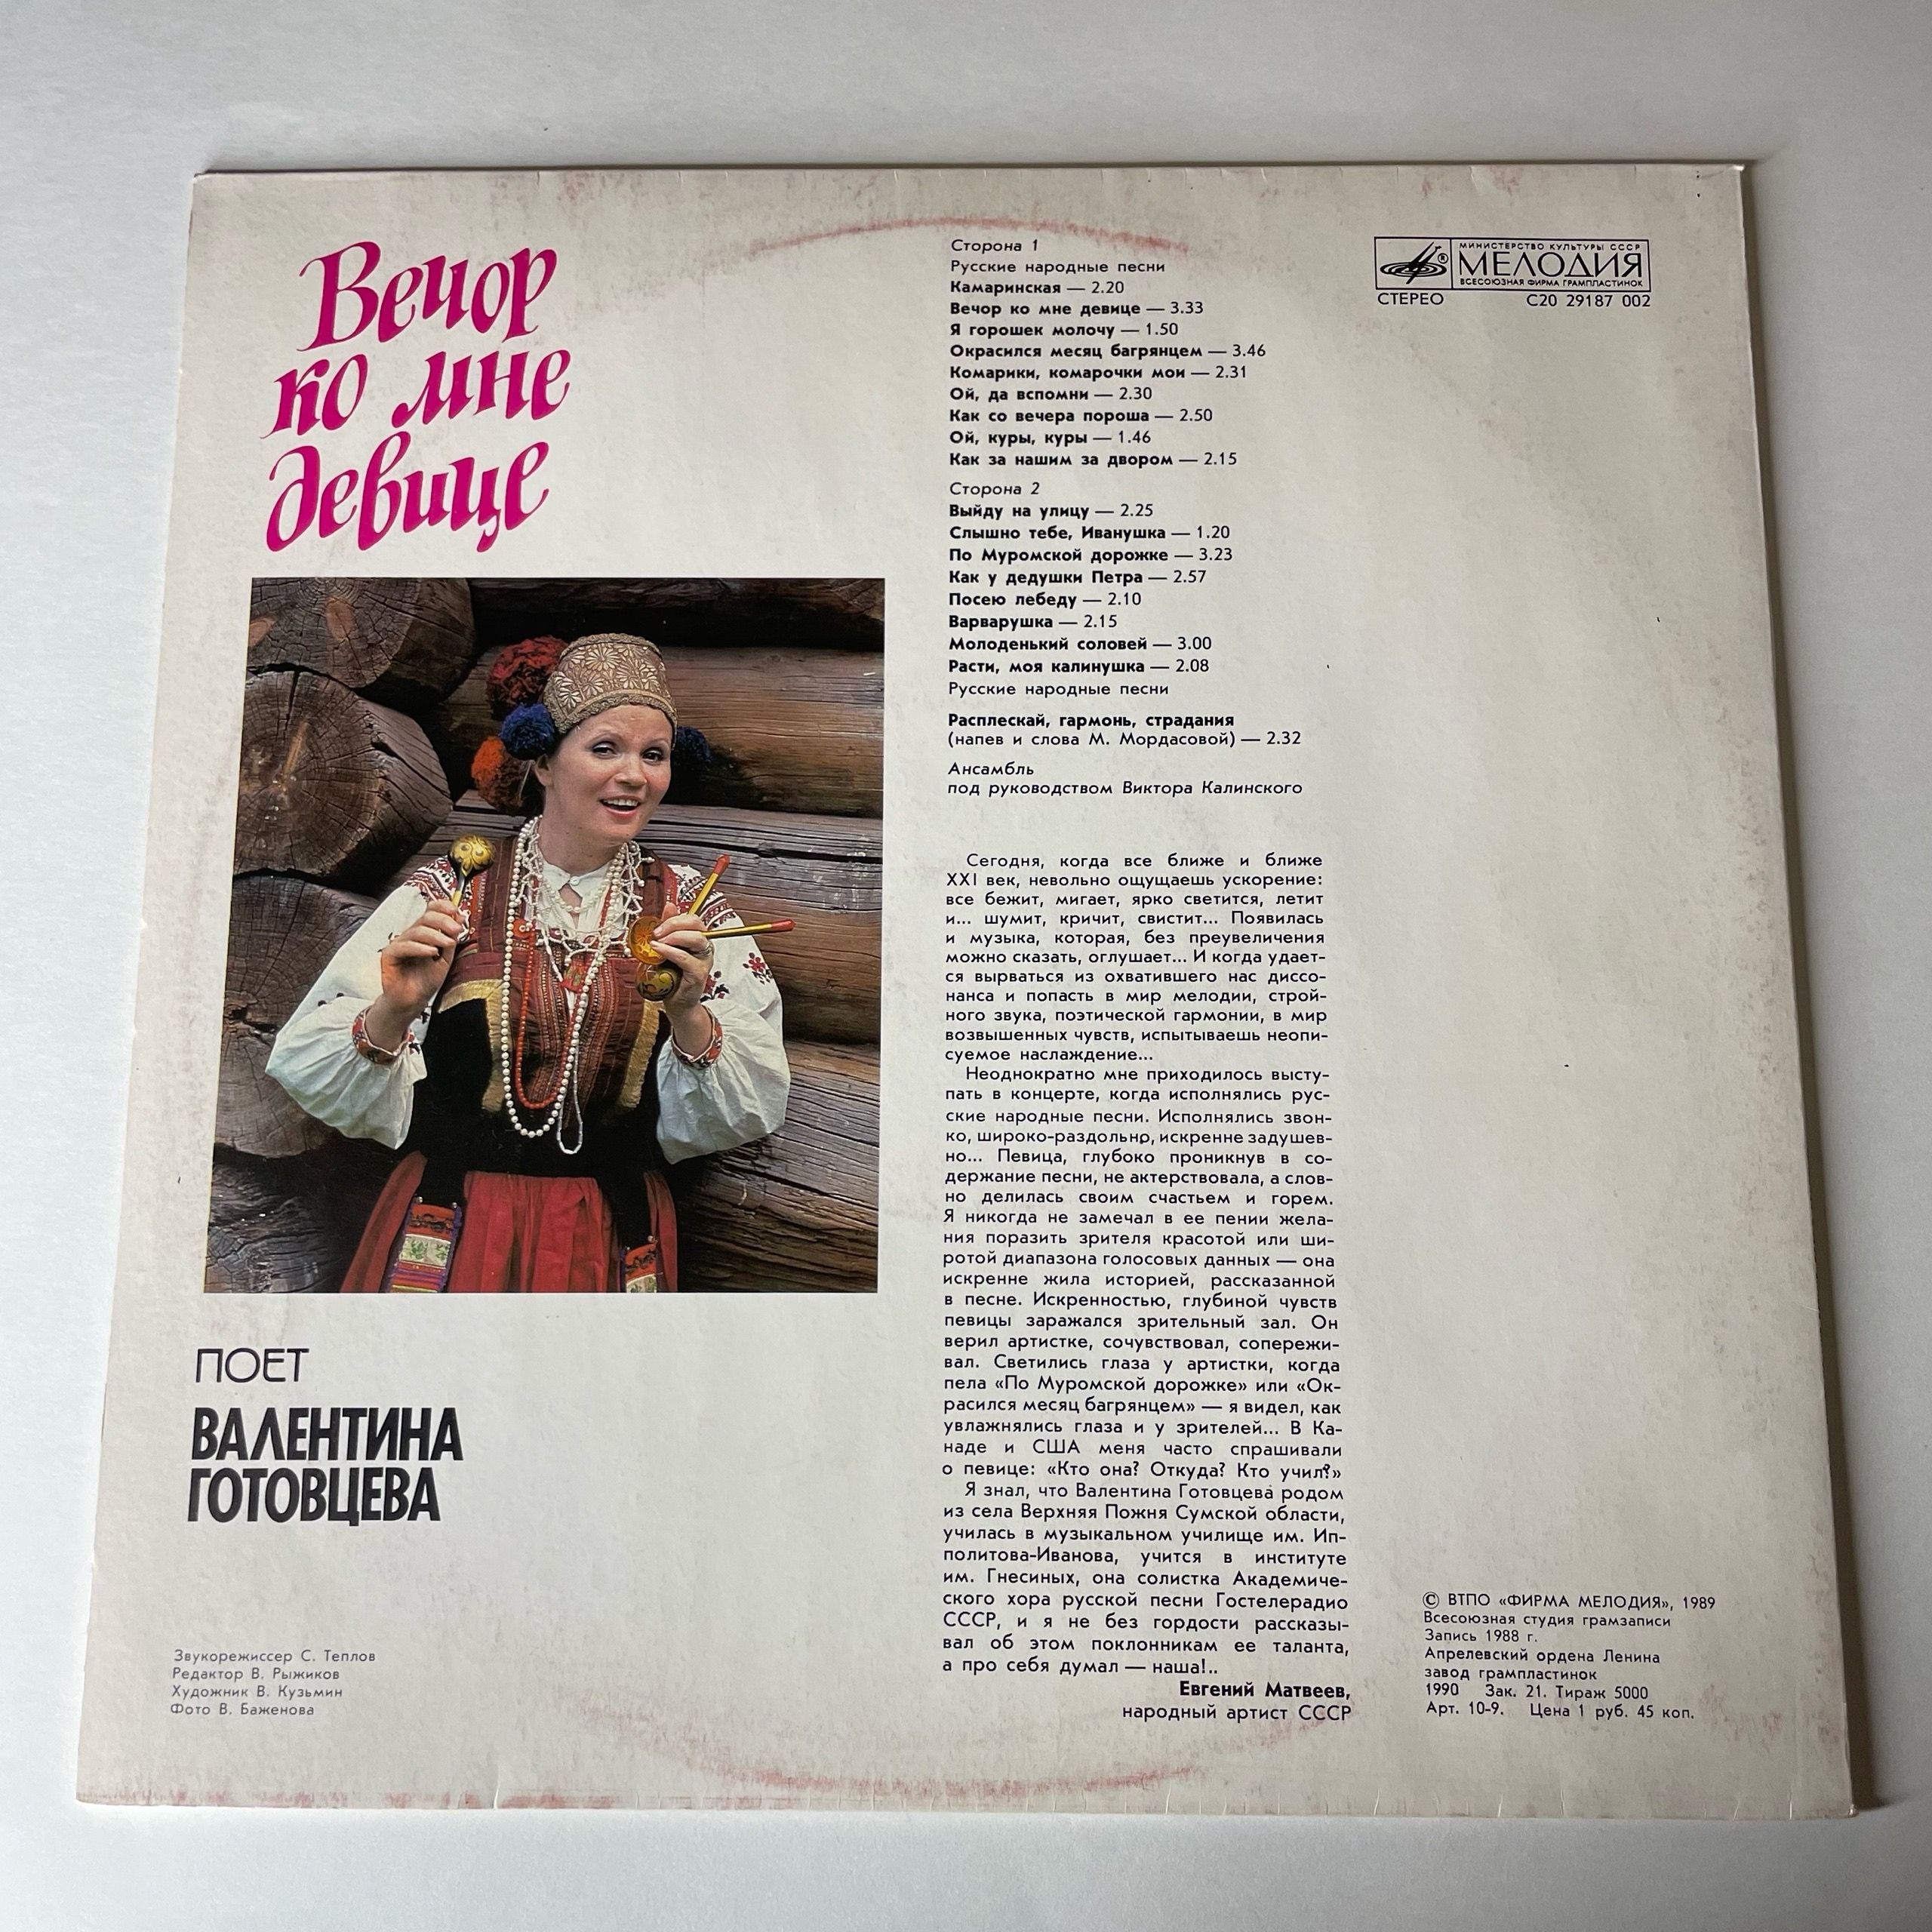 Вечор
ко мне
девице
ПОЕТ
ВАЛЕНТИНА
ГОТОВЦЕВА
Звукорежиссер С. Теплов
Редактор В. Рыжиков
Художник В. Кузьмин
Фото В. Баженова
Сторона 1
Русские народные песни
Камаринская — 2.20
Вечор ко мне девице — 3.33
Я горошек молочу — 1.50
Окрасился месяц багрянцем — 3.46
Комарики, комарочки мои — 2.31
Ой, да вспомни — 2.30
Как со вечера пороша — 2.50
Ой, куры, куры — 1.46
Как за нашим за двором — 2.15
Сторона 2
Выйду на улицу — 2.25
Слышно тебе, Иванушка — 1.20
По Муромской дорожке — 3.23
Как у дедушки Петра — 2.57
Посею лебеду — 2.10
Варварушка — 2.15
Молоденький соловей — 3.00
Расти, моя калинушка — 2.08
Русские народные песни
Расплескай, гармонь, страдания
(напев и слова М. Мордасовой) — 2.32
Ансамбль
под руководством Виктора Калинского
Сегодня, когда все ближе и ближе
XXI век, невольно ощущаешь ускорение:
все бежит, мигает, ярко светится, летит
и... шумит, кричит, свистит... Появилась
и музыка, которая, без преувеличения
можно сказать, оглушает... И когда удает-
ся вырваться из охватившего нас диссо-
нанса и попасть в мир мелодии, строй-
ного звука, поэтической гармонии, в мир
возвышенных чувств, испытываешь неопи-
суемое наслаждение...
Неоднократно мне приходилось высту-
пать в концерте, когда исполнялись рус-
ские народные песни. Исполнялись звон-
ко, широко-раздольно, искренне задушев-
но... Певица, глубоко проникнув в со-
держание песни, не актерствовала, а слов-
но делилась своим счастьем и горем.
Я никогда не замечал в ее пении жела-
ния поразить зрителя красотой или ши-
ротой диапазона голосовых данных — она
искренне жила историей, рассказанной
в песне. Искренностью, глубиной чувств
певицы заражался зрительный зал. Он
верил артистке, сочувствовал, сопережи-
вал. Светились глаза у артистки, когда
пела «По Муромской дорожке» или «Ок-
расился месяц багрянцем» — я видел, как
увлажнялись глаза и у зрителей... В Ка-
наде и США меня часто спрашивали
о певице: «Кто она? Откуда? Кто учил?»
Я знал, что Валентина Готовцева родом
из села Верхняя Пожня Сумской области,
училась в музыкальном училище им. Ип-
политова-Иванова, учится в институте
им. Гнесиных, она солистка Академиче-
ского хора русской песни Гостелерадио
СССР, и я не без гордости рассказы-
вал об этом поклонникам ее таланта,
а про себя думал — наша!..
Евгений Матвеев,
народный артист СССР
МИНИСТЕРСТВО КУЛЬТУРЫ СССР
® МЕЛОДИЯ
ВСЕСОЮЗНАЯ ФИРМА ГРАМПЛАСТИНОК
СТЕРЕО С20 29187 002
© ВТПО «ФИРМА МЕЛОДИЯ», 1989
Всесоюзная студия грамзаписи
Запись 1988 г.
Апрелевский ордена Ленина
завод грампластинок
1990 Зак. 21. Тираж 5000
Арт. 10-9. Цена 1 руб. 45 коп.